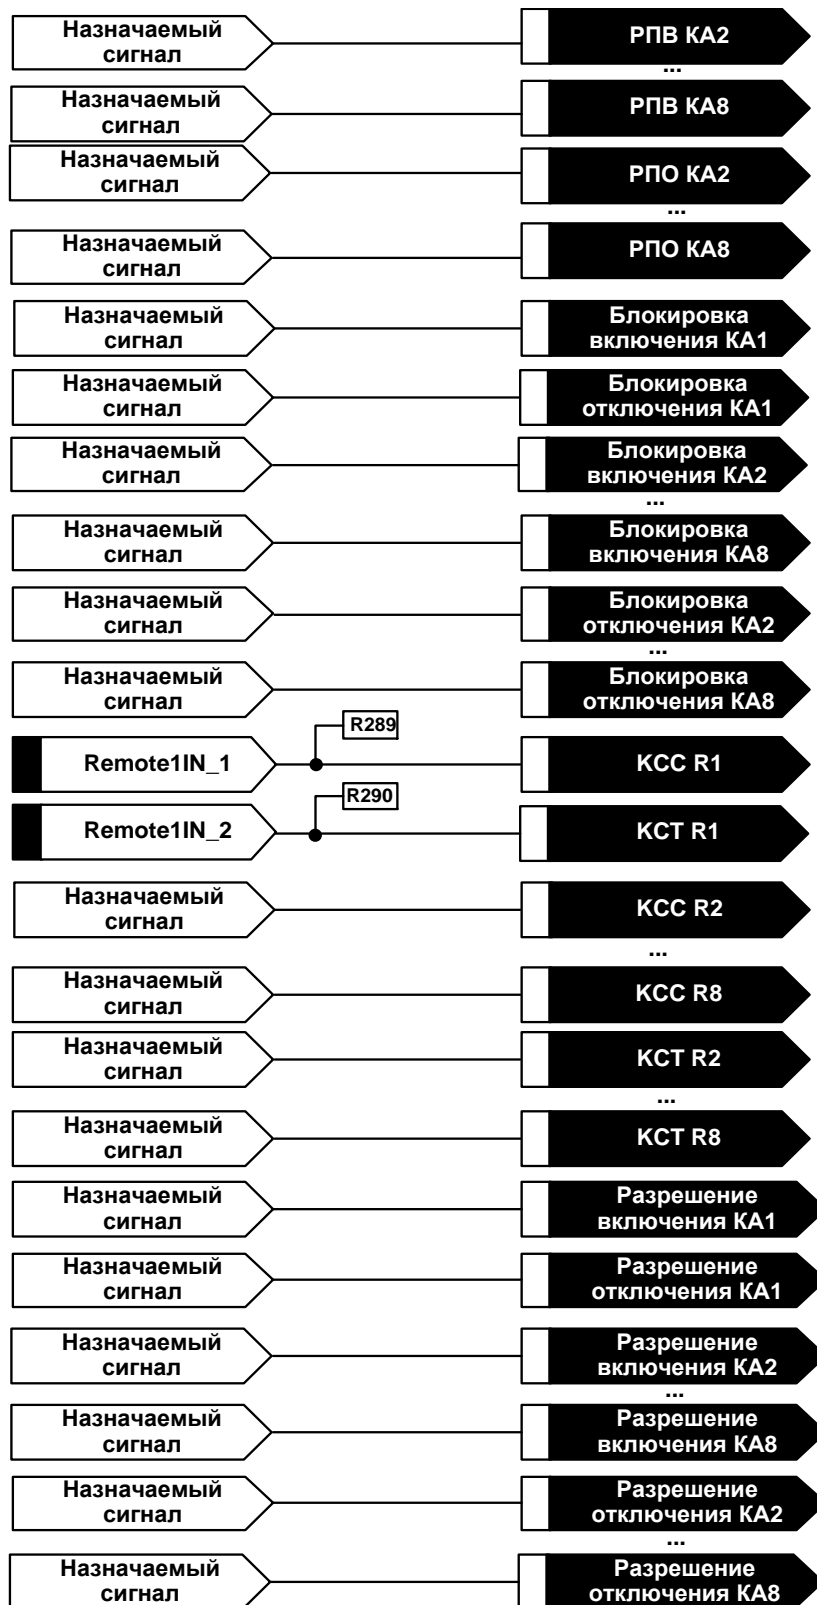 Назначаемый
сигнал
РПВ КА2
...
Назначаемый
сигнал
РПВ КА8
Назначаемый
сигнал
РПО КА2
...
Назначаемый
сигнал
РПО КА8
Назначаемый
сигнал
Блокировка
включения КА1
Назначаемый
сигнал
Блокировка
отключения КА1
Назначаемый
сигнал
Блокировка
включения КА2
...
Назначаемый
сигнал
Блокировка
включения КА8
Назначаемый
сигнал
Блокировка
отключения КА2
...
Назначаемый
сигнал
Блокировка
отключения КА8
R289
Remote1IN_1
KCC R1
R290
Remote1IN_2
KCT R1
Назначаемый
сигнал
KCC R2
...
Назначаемый
сигнал
KCC R8
Назначаемый
сигнал
KCT R2
...
Назначаемый
сигнал
KCT R8
Назначаемый
сигнал
Разрешение
включения КА1
Назначаемый
сигнал
Разрешение
отключения КА1
Назначаемый
сигнал
Разрешение
включения КА2
...
Назначаемый
сигнал
Разрешение
включения КА8
Назначаемый
сигнал
Разрешение
отключения КА2
...
Назначаемый
сигнал
Разрешение
отключения КА8